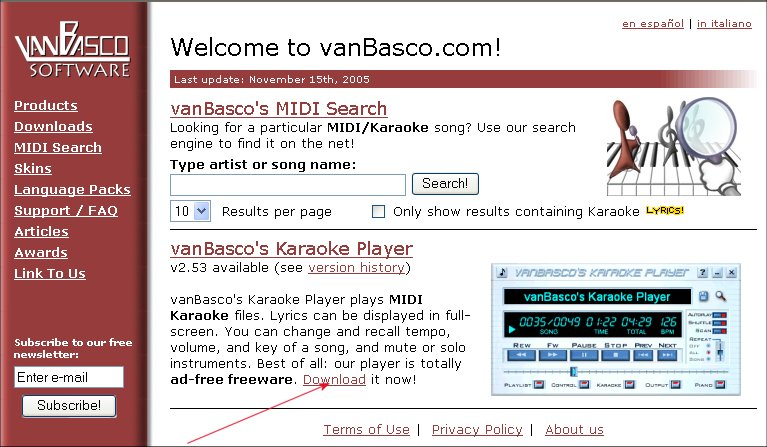 VANBASCO
SOFTWARE
Products
Downloads
MIDI Search
Skins
Language Packs
Support / FAQ
Articles
Awards
Link To Us
Subscribe to our free
newsletter:
Enter e-mail
Subscribe!
en español | in italiano
Welcome to vanBasco.com!
Last update: November 15th, 2005
vanBasco's MIDI Search
Looking for a particular MIDI/Karaoke song? Use our search
engine to find it on the net!
Type artist or song name:
Search!
10 Results per page Only show results containing Karaoke LYRICS!
vanBasco's Karaoke Player
v2.53 available (see version history)
vanBasco's Karaoke Player plays MIDI
Karaoke files. Lyrics can be displayed in full-
screen. You can change and recall tempo,
volume, and key of a song, and mute or solo
instruments. Best of all: our player is totally
ad-free freeware. Download it now!
VANBASCO'S KARAOKE PLAYER ? _ x
vanBasco's Karaoke Player
0035/0049 01:22 04:29 126
SONG TIME TOTAL BPM
AUTOPLAY
SHUFFLE
SCAN
REPEAT
OFF
ALL
SONG
REW FW PAUSE STOP PREV NEXT
PLAYLIST CONTROL KARAOKE OUTPUT PIANO
Terms of Use | Privacy Policy | About us